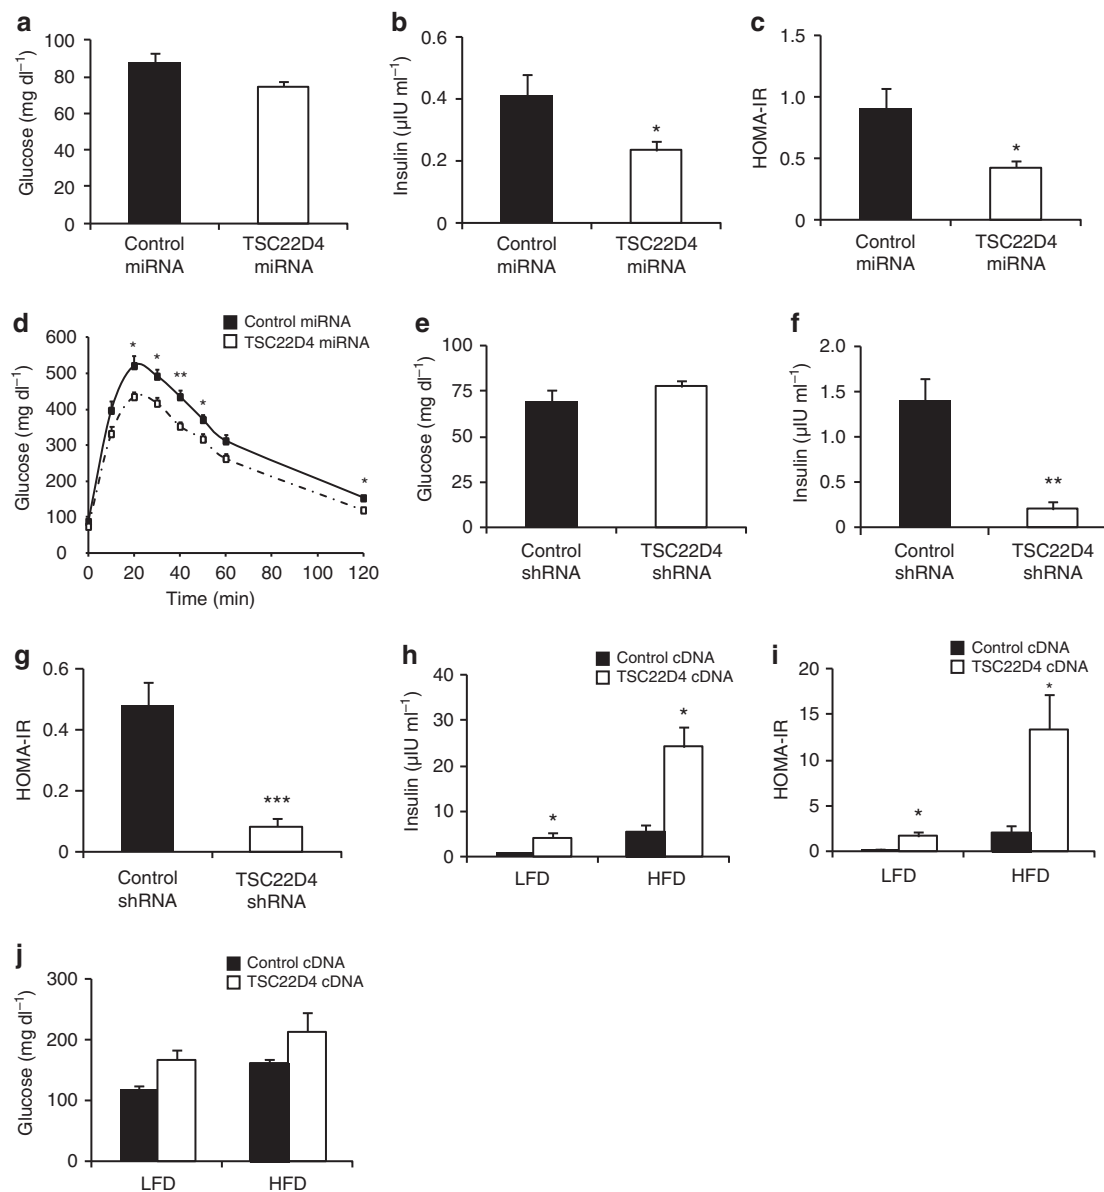 a
Glucose (mg dl⁻¹)
100
80
60
40
20
0
Control
miRNA
TSC22D4
miRNA
b
Insulin (µIU ml⁻¹)
0.6
0.4
0.2
0
*
Control
miRNA
TSC22D4
miRNA
c
HOMA-IR
1.5
1.0
0.5
0
*
Control
miRNA
TSC22D4
miRNA
d
Control miRNA
TSC22D4 miRNA
Glucose (mg dl⁻¹)
600
500
400
300
200
100
0
*
*
**
*
*
0 20 40 60 80 100 120
Time (min)
e
Glucose (mg dl⁻¹)
100
75
50
25
0
Control
shRNA
TSC22D4
shRNA
f
Insulin (µIU ml⁻¹)
2.0
1.5
1.0
0.5
0
**
Control
shRNA
TSC22D4
shRNA
g
HOMA-IR
0.6
0.4
0.2
0
***
Control
shRNA
TSC22D4
shRNA
h
Control cDNA
TSC22D4 cDNA
Insulin (µIU ml⁻¹)
40
30
20
10
0
*
*
LFD HFD
i
Control cDNA
TSC22D4 cDNA
HOMA-IR
20
15
10
5
0
*
*
LFD HFD
j
Control cDNA
TSC22D4 cDNA
Glucose (mg dl⁻¹)
300
200
100
0
LFD HFD